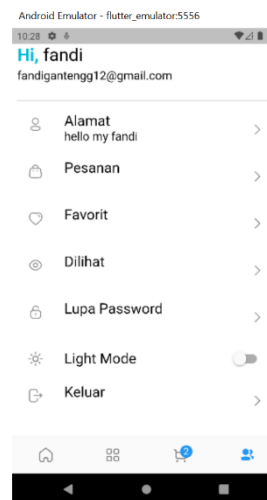 Android Emulator - flutter_emulator:5556
10:28
Hi, fandi
fandigantengg12@gmail.com
Alamat
hello my fandi
Pesanan
Favorit
Dilihat
Lupa Password
Light Mode
Keluar
2